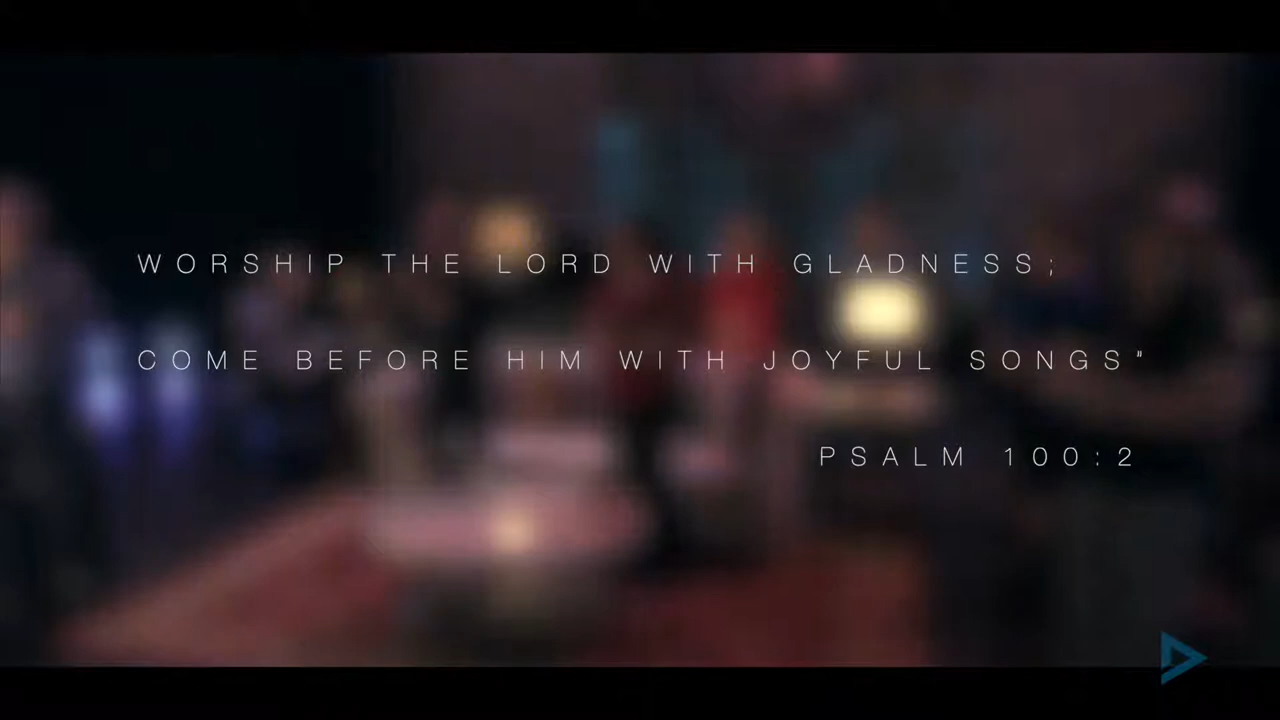 WORSHIP THE LORD WITH GLADNESS;
COME BEFORE HIM WITH JOYFUL SONGS"
PSALM 100:2